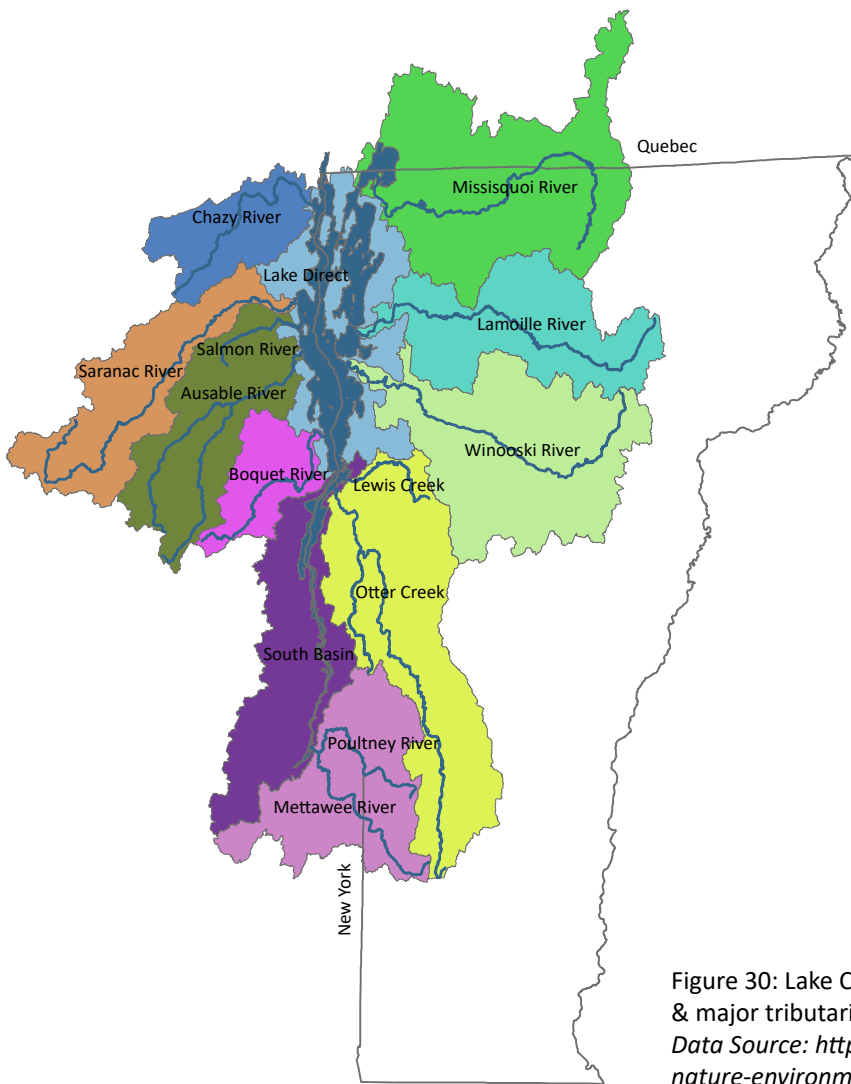 Quebec
Missisquoi River
Chazy River
Lake Direct
Lamoille River
Salmon River
Saranac River
Ausable River
Winooski River
Boquet River
Lewis Creek
Otter Creek
South Basin
Poultney River
Mettawee River
New York
Figure 30: Lake C
& major tributari
Data Source: http
nature-environm